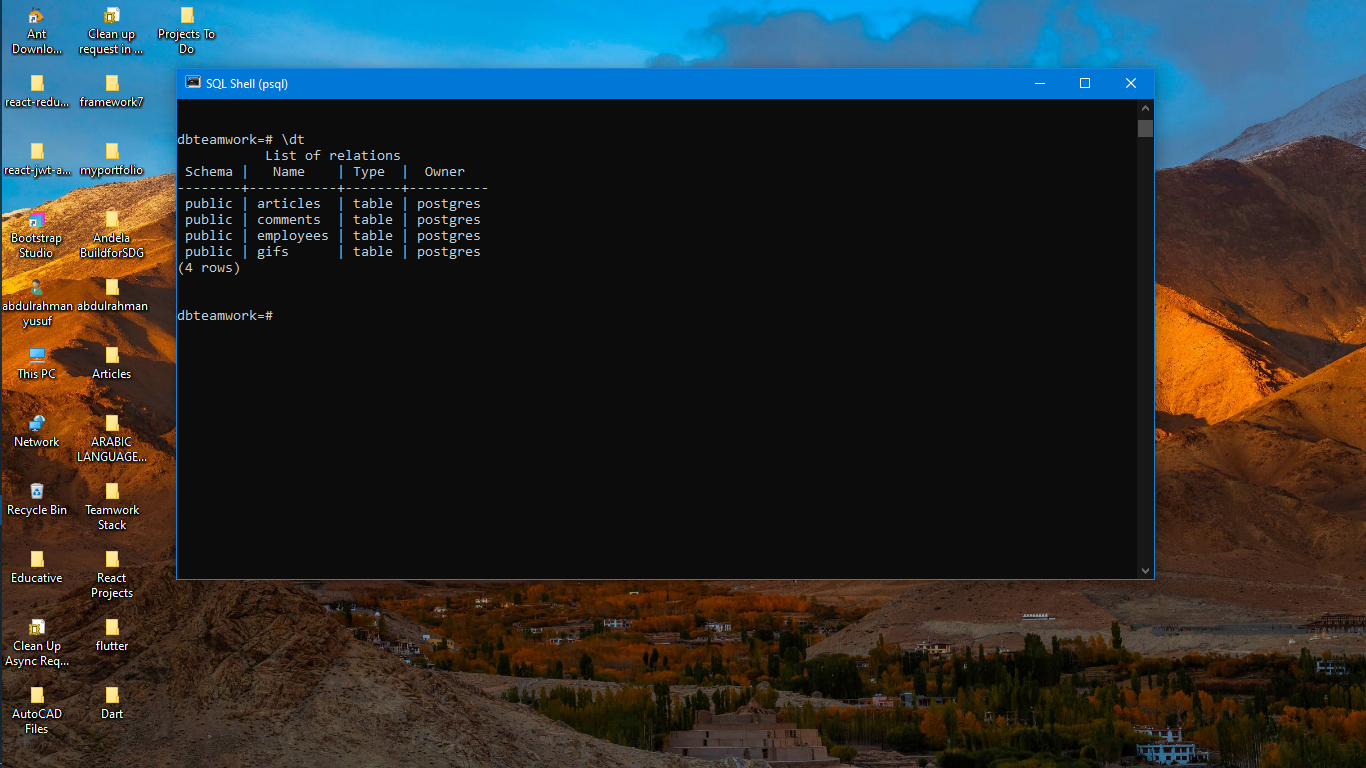 Ant
Downlo...
Clean up
request in ...
Projects To
Do
react-redu...
framework7
react-jwt-a...
myportfolio
Bootstrap
Studio
Andela
BuildforSDG
abdulrahman
yusuf
abdulrahman
This PC
Articles
Network
ARABIC
LANGUAGE...
Recycle Bin
Teamwork
Stack
Educative
React
Projects
Clean Up
Async Req...
flutter
AutoCAD
Files
Dart
SQL Shell (psql)
dbteamwork=# \dt
List of relations
Schema | Name | Type | Owner
--------+-----------+-------+----------
public | articles | table | postgres
public | comments | table | postgres
public | employees | table | postgres
public | gifs | table | postgres
(4 rows)
dbteamwork=#